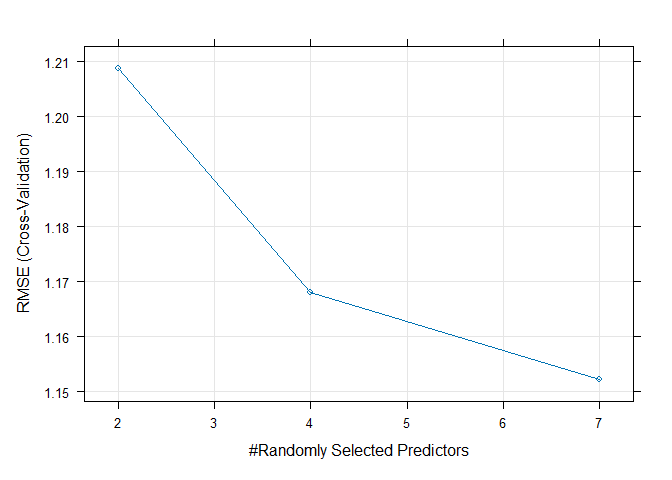 1.21
1.20
1.19
1.18
1.17
1.16
1.15
RMSE (Cross-Validation)
2 3 4 5 6 7
#Randomly Selected Predictors